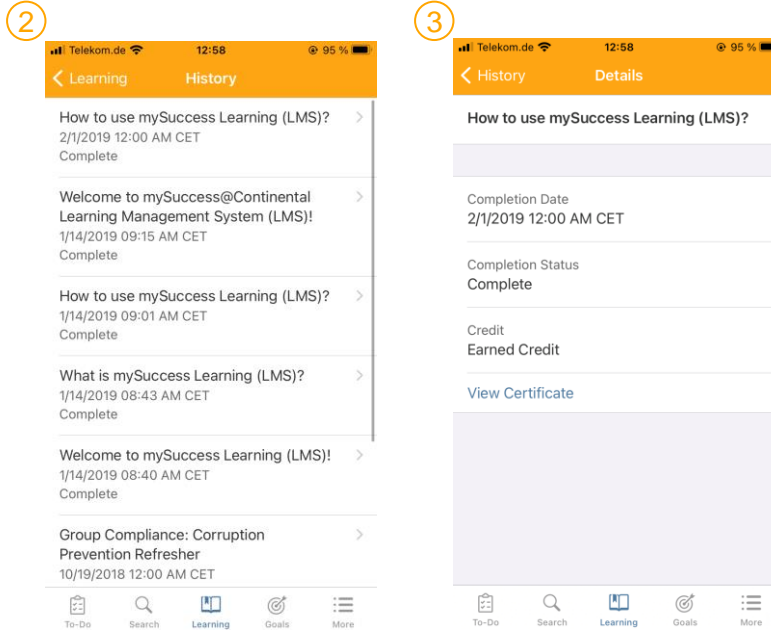 2
Telekom.de 12:58 95 %
Learning History
How to use mySuccess Learning (LMS)?
2/1/2019 12:00 AM CET
Complete
Welcome to mySuccess@Continental
Learning Management System (LMS)!
1/14/2019 09:15 AM CET
Complete
How to use mySuccess Learning (LMS)?
1/14/2019 09:01 AM CET
Complete
What is mySuccess Learning (LMS)?
1/14/2019 08:43 AM CET
Complete
Welcome to mySuccess Learning (LMS)!
1/14/2019 08:40 AM CET
Complete
Group Compliance: Corruption
Prevention Refresher
10/19/2018 12:00 AM CET
To-Do Search Learning Goals More
3
Telekom.de 12:58 95 %
History Details
How to use mySuccess Learning (LMS)?
Completion Date
2/1/2019 12:00 AM CET
Completion Status
Complete
Credit
Earned Credit
View Certificate
To-Do Search Learning Goals More